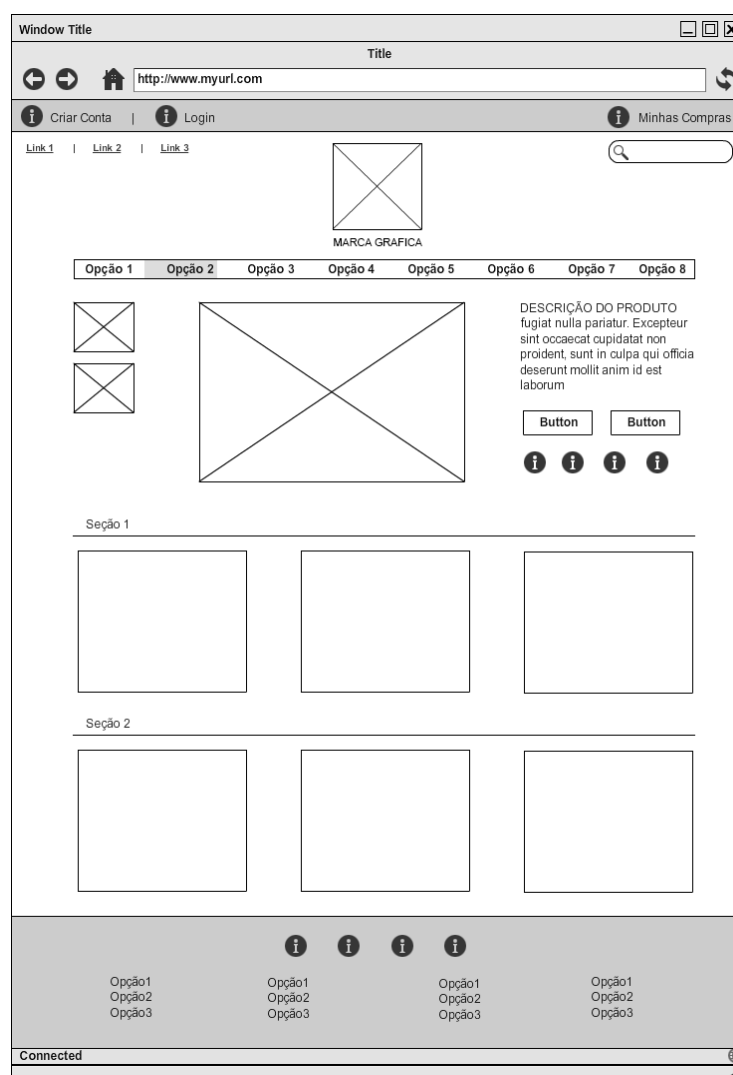 Window Title
Title
http://www.myurl.com
Criar Conta | Login
Minhas Compras
Link 1 | Link 2 | Link 3
MARCA GRAFICA
Opção 1 Opção 2 Opção 3 Opção 4 Opção 5 Opção 6 Opção 7 Opção 8
DESCRIÇÃO DO PRODUTO
fugiat nulla pariatur. Excepteur
sint occaecat cupidatat non
proident, sunt in culpa qui officia
deserunt mollit anim id est
laborum
Button Button
Seção 1
Seção 2
Opção1 Opção1 Opção1 Opção1
Opção2 Opção2 Opção2 Opção2
Opção3 Opção3 Opção3 Opção3
Connected